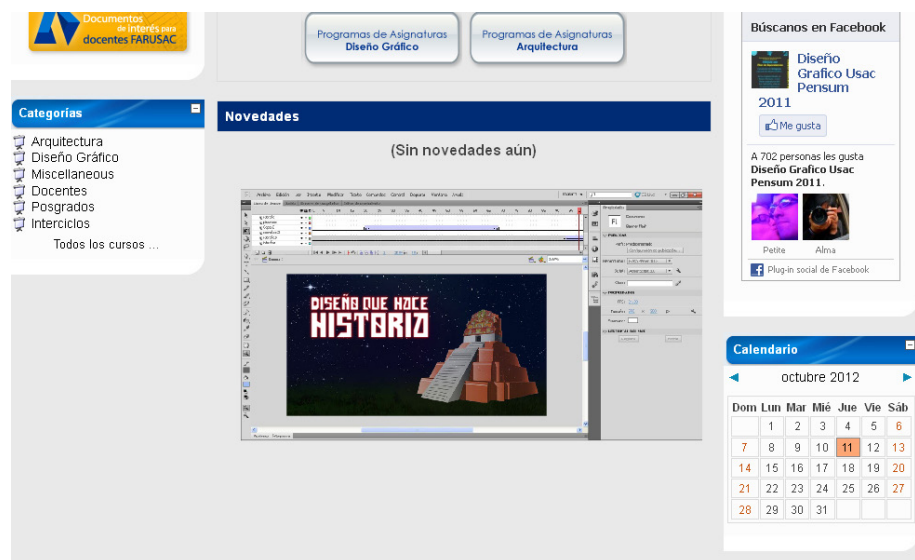 Documentos
de interés para
docentes FARUSAC
Programas de Asignaturas
Diseño Gráfico
Programas de Asignaturas
Arquitectura
Categorías
Arquitectura
Diseño Gráfico
Miscellaneous
Docentes
Posgrados
Interciclos
Todos los cursos ...
Novedades
(Sin novedades aún)
DISEÑO QUE HACE
HISTORIA
Búscanos en Facebook
Diseño
Grafico Usac
Pensum
2011
Me gusta
A 702 personas les gusta
Diseño Grafico Usac
Pensum 2011.
Petite Alma
Plug-in social de Facebook
Calendario
octubre 2012
Dom Lun Mar Mié Jue Vie Sáb
1 2 3 4 5 6
7 8 9 10 11 12 13
14 15 16 17 18 19 20
21 22 23 24 25 26 27
28 29 30 31